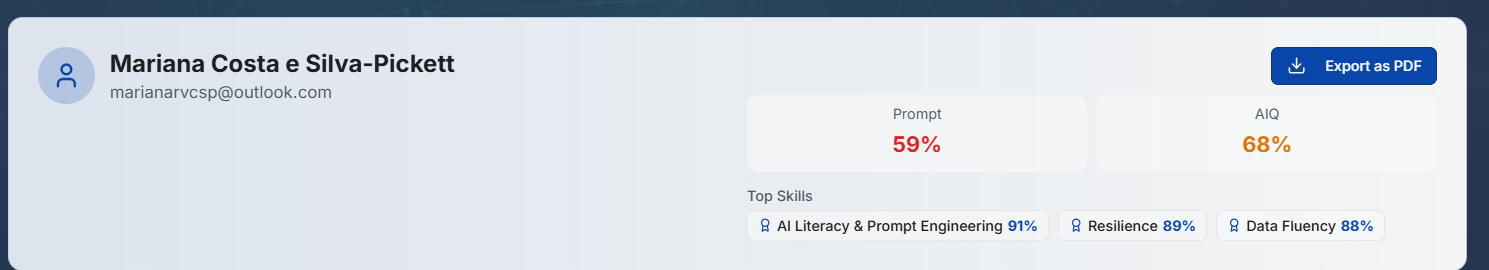 Mariana Costa e Silva-Pickett
marianarvcsp@outlook.com
Export as PDF
Prompt
59%
AIQ
68%
Top Skills
AI Literacy & Prompt Engineering 91%
Resilience 89%
Data Fluency 88%